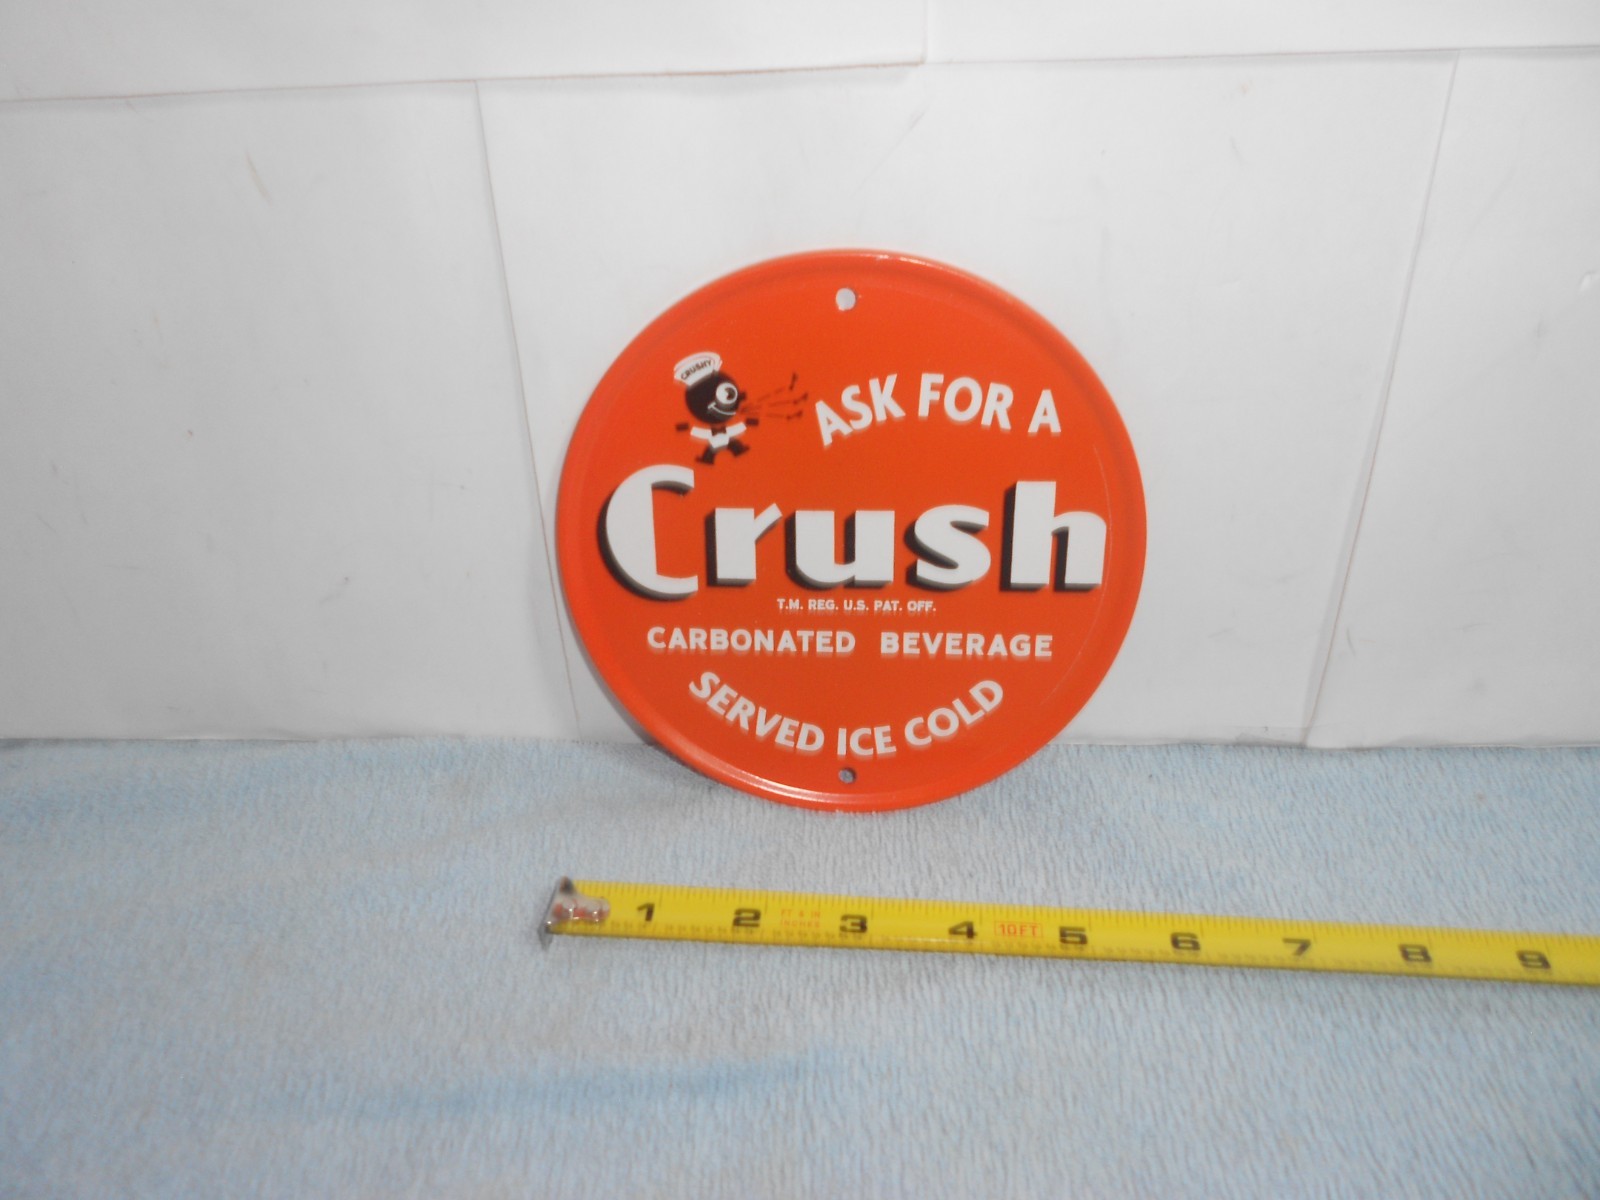 CRUSHY
ASK FOR A
Crush
T.M. REG. U.S. PAT. OFF.
CARBONATED BEVERAGE
SERVED ICE COLD
1 2 3 4 10FT 5 6 7 8 9